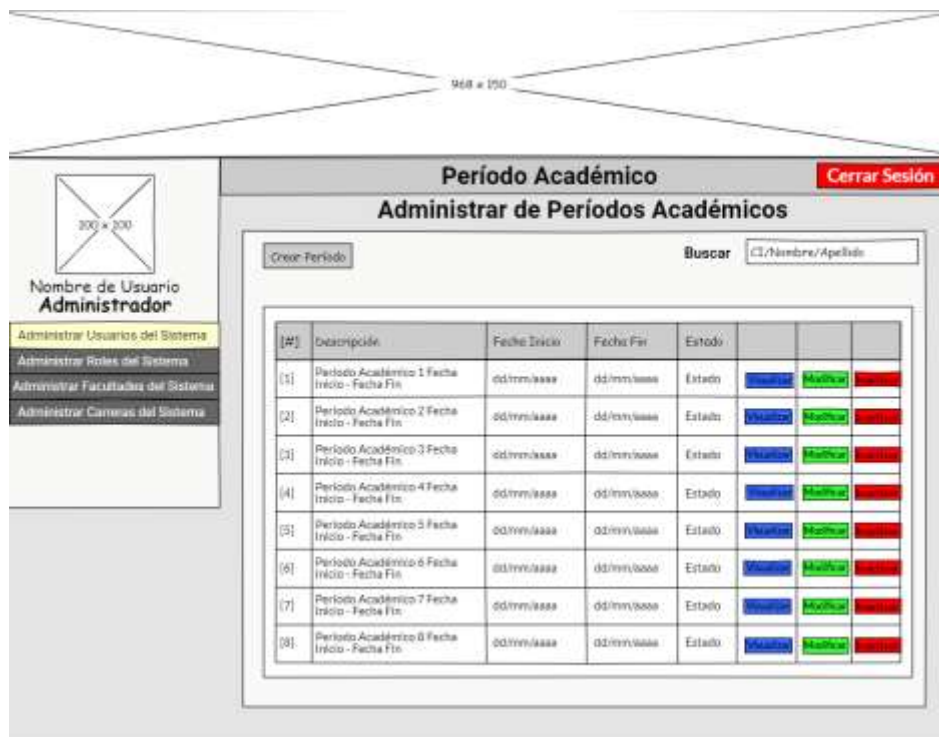 968 x 150
Período Académico
Cerrar Sesión
Administrar de Períodos Académicos
200 x 200
Nombre de Usuario
Administrador
Administrar Usuarios del Sistema
Administrar Roles del Sistema
Administrar Facultades del Sistema
Administrar Carreras del Sistema
Crear Período
Buscar
CI/Nombre/Apellido
[#] Descripción Fecha Inicio Fecha Fin Estado
[1] Período Académico 1 Fecha Inicio - Fecha Fin dd/mm/aaaa dd/mm/aaaa Estado Visualizar Modificar
[2] Período Académico 2 Fecha Inicio - Fecha Fin dd/mm/aaaa dd/mm/aaaa Estado Visualizar Modificar
[3] Período Académico 3 Fecha Inicio - Fecha Fin dd/mm/aaaa dd/mm/aaaa Estado Visualizar Modificar
[4] Período Académico 4 Fecha Inicio - Fecha Fin dd/mm/aaaa dd/mm/aaaa Estado Visualizar Modificar
[5] Período Académico 5 Fecha Inicio - Fecha Fin dd/mm/aaaa dd/mm/aaaa Estado Visualizar Modificar
[6] Período Académico 6 Fecha Inicio - Fecha Fin dd/mm/aaaa dd/mm/aaaa Estado Visualizar Modificar
[7] Período Académico 7 Fecha Inicio - Fecha Fin dd/mm/aaaa dd/mm/aaaa Estado Visualizar Modificar
[8] Período Académico 8 Fecha Inicio - Fecha Fin dd/mm/aaaa dd/mm/aaaa Estado Visualizar Modificar